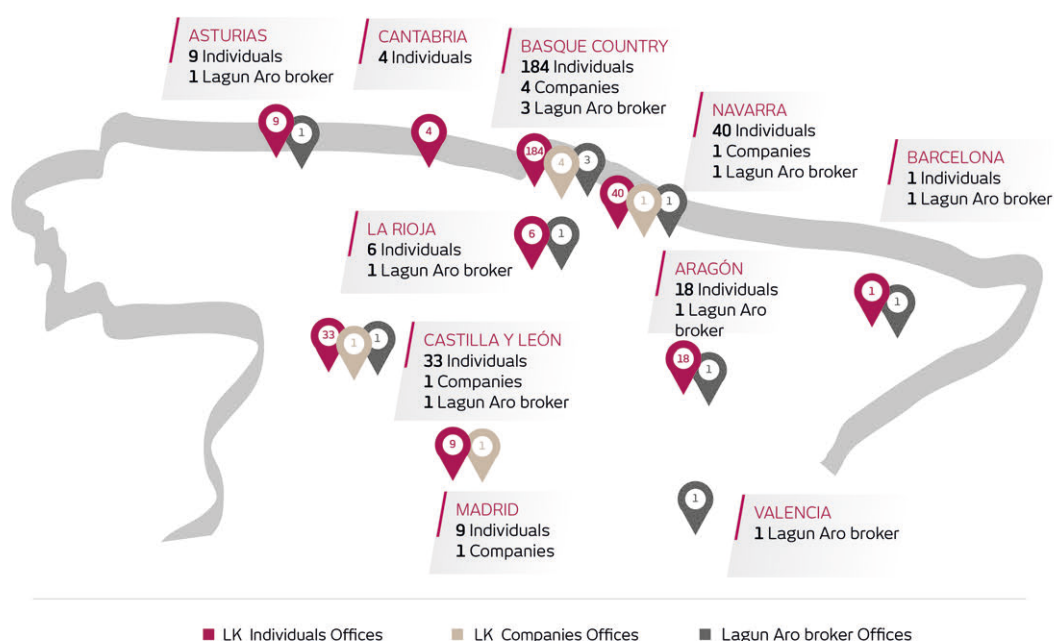 ASTURIAS
9 Individuals
1 Lagun Aro broker
CANTABRIA
4 Individuals
BASQUE COUNTRY
184 Individuals
4 Companies
3 Lagun Aro broker
NAVARRA
40 Individuals
1 Companies
1 Lagun Aro broker
BARCELONA
1 Individuals
1 Lagun Aro broker
9
1
4
184
4
3
40
1
1
LA RIOJA
6 Individuals
1 Lagun Aro broker
6
1
ARAGÓN
18 Individuals
1 Lagun Aro
broker
1
1
33
1
1
CASTILLA Y LEÓN
33 Individuals
1 Companies
1 Lagun Aro broker
18
1
9
1
MADRID
9 Individuals
1 Companies
1
VALENCIA
1 Lagun Aro broker
LK Individuals Offices
LK Companies Offices
Lagun Aro broker Offices